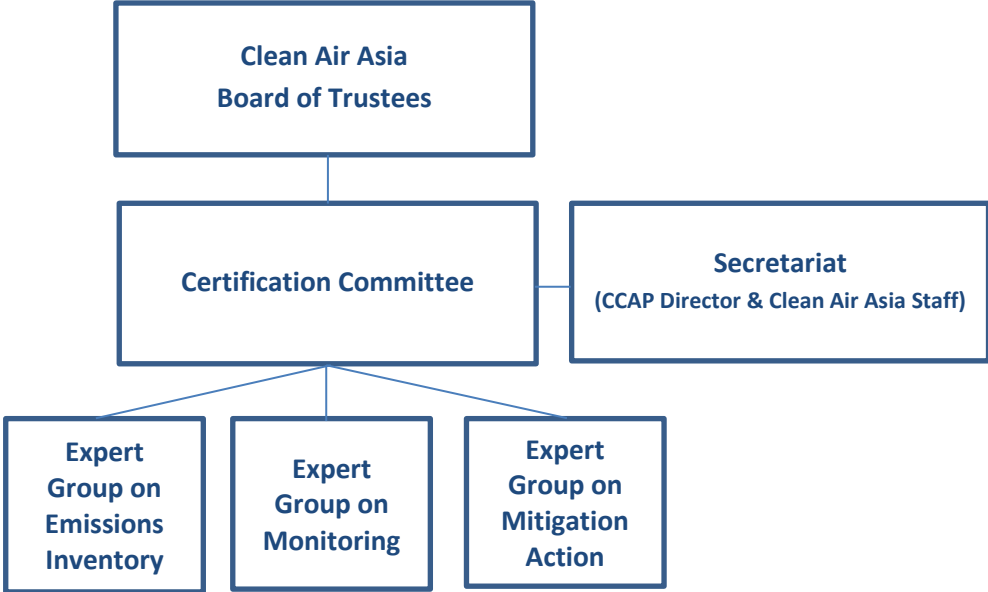 Clean Air Asia
Board of Trustees
Certification Committee
Secretariat
(CCAP Director & Clean Air Asia Staff)
Expert
Group on
Emissions
Inventory
Expert
Group on
Monitoring
Expert
Group on
Mitigation
Action